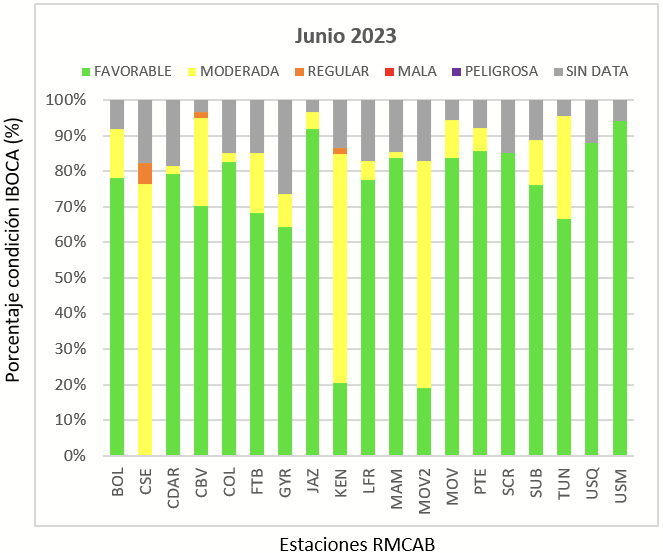 Junio 2023
FAVORABLE MODERADA REGULAR MALA PELIGROSA SIN DATA
100%
90%
80%
70%
60%
50%
40%
30%
20%
10%
0%
Porcentaje condición IBOCA (%)
BOL CSE CDAR CBV COL FTB GYR JAZ KEN LFR MAM MOV2 MOV PTE SCR SUB TUN USQ USM
Estaciones RMCAB